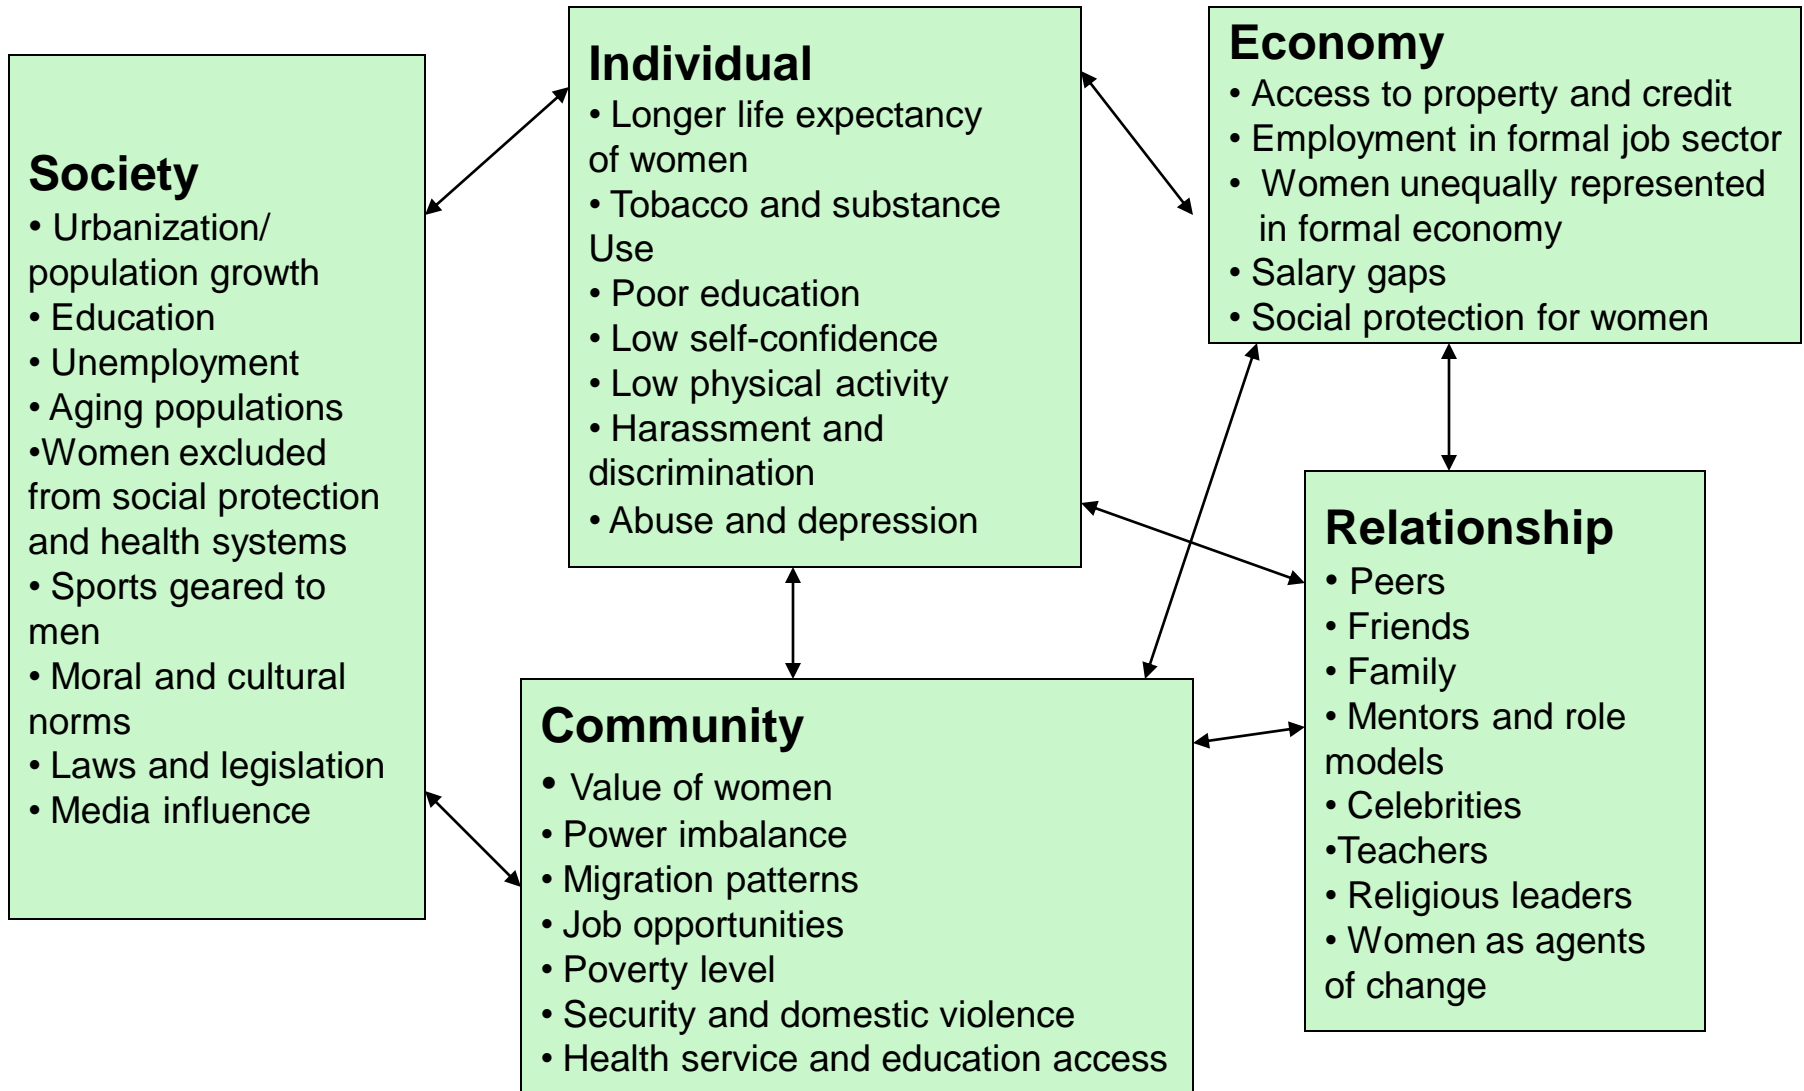 Society
• Urbanization/
population growth
• Education
• Unemployment
• Aging populations
•Women excluded
from social protection
and health systems
• Sports geared to
men
• Moral and cultural
norms
• Laws and legislation
• Media influence
Individual
• Longer life expectancy
of women
• Tobacco and substance
Use
• Poor education
• Low self-confidence
• Low physical activity
• Harassment and
discrimination
• Abuse and depression
Economy
• Access to property and credit
• Employment in formal job sector
• Women unequally represented
in formal economy
• Salary gaps
• Social protection for women
Community
• Value of women
• Power imbalance
• Migration patterns
• Job opportunities
• Poverty level
• Security and domestic violence
• Health service and education access
Relationship
• Peers
• Friends
• Family
• Mentors and role
models
• Celebrities
•Teachers
• Religious leaders
• Women as agents
of change